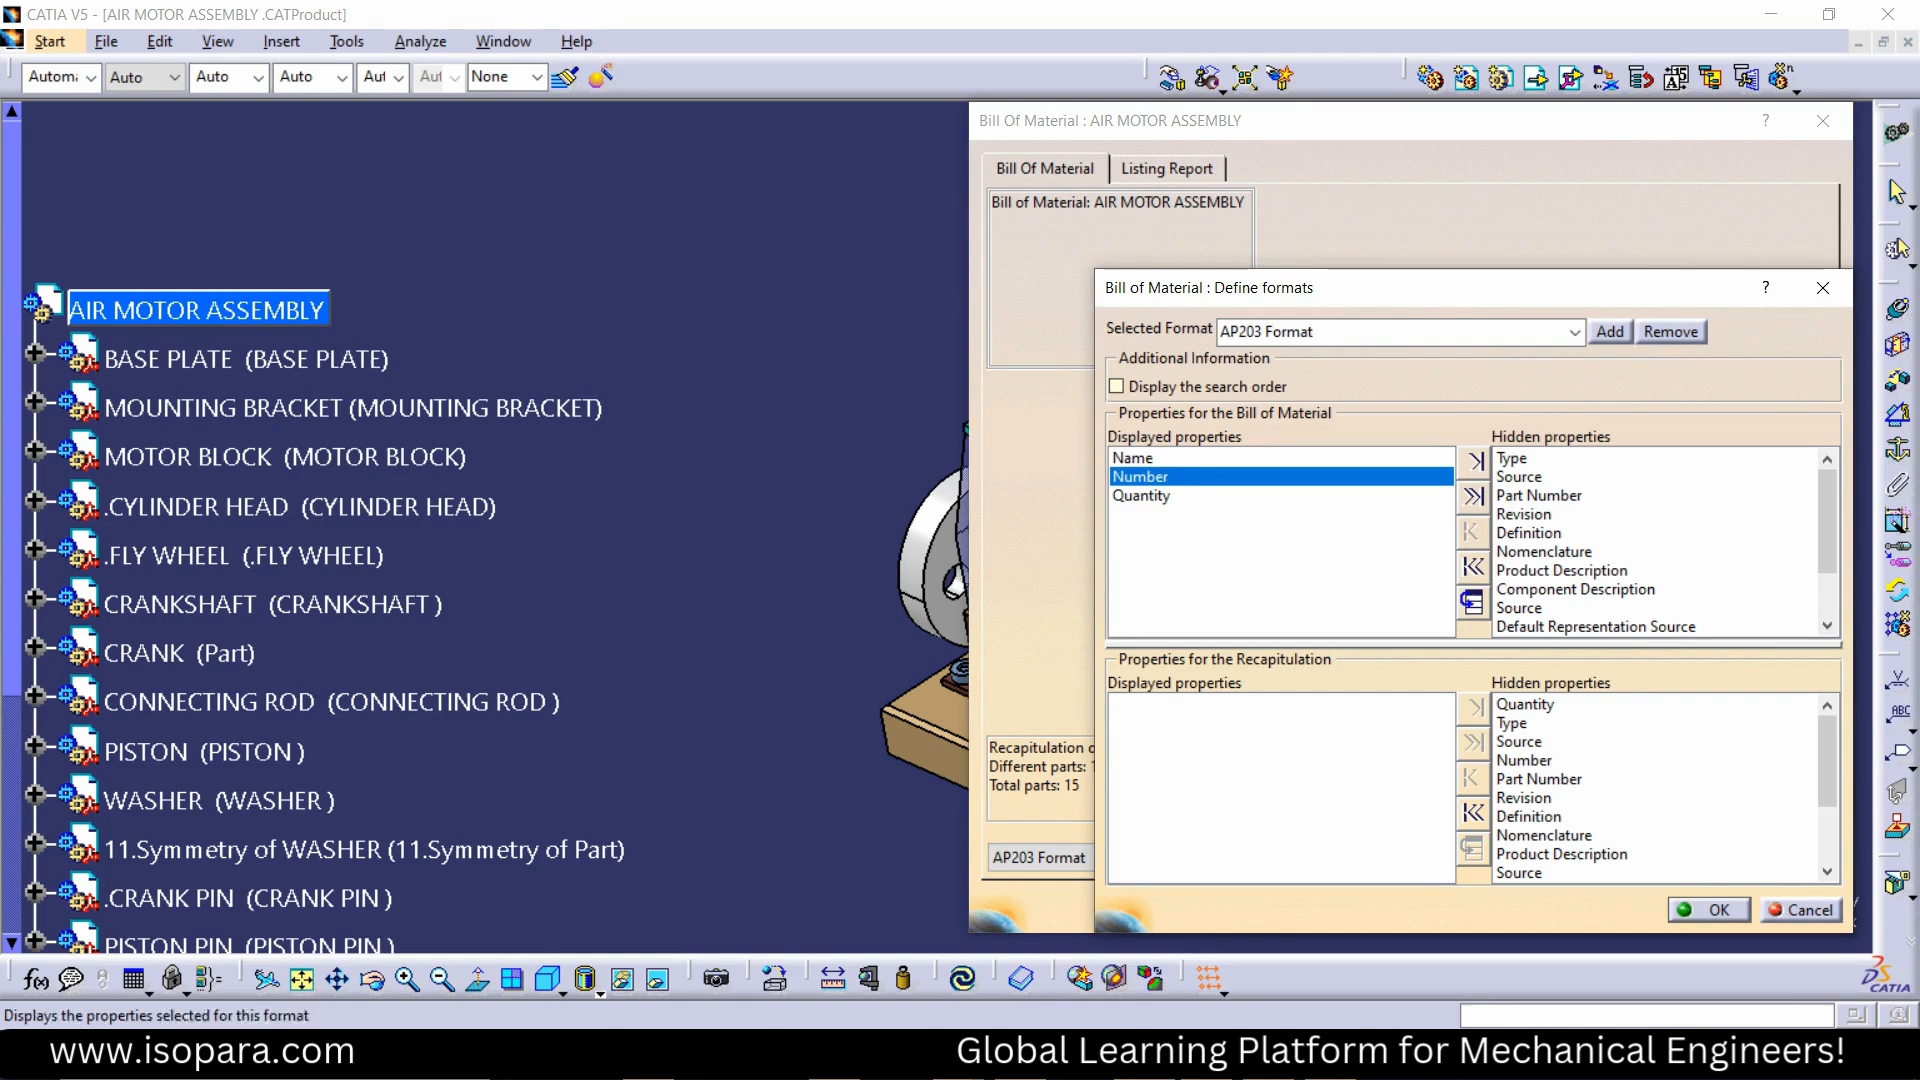 CATIA V5 - [AIR MOTOR ASSEMBLY .CATProduct]
Start File Edit View Insert Tools Analyze Window Help
Auto Auto Auto Aut Aut None
Bill Of Material : AIR MOTOR ASSEMBLY ?
Bill Of Material Listing Report
Bill of Material: AIR MOTOR ASSEMBLY
Bill of Material : Define formats ?
Selected Format AP203 Format Add Remove
Additional Information
Display the search order
Properties for the Bill of Material
Displayed properties
Name
Number
Quantity
Hidden properties
Type
Source
Part Number
Revision
Definition
Nomenclature
Product Description
Component Description
Source
Default Representation Source
Properties for the Recapitulation
Displayed properties
Hidden properties
Quantity
Type
Source
Number
Part Number
Revision
Definition
Nomenclature
Product Description
Source
OK Cancel
Recapitulation
Different parts:
Total parts: 15
AP203 Format
AIR MOTOR ASSEMBLY
BASE PLATE (BASE PLATE)
MOUNTING BRACKET (MOUNTING BRACKET)
MOTOR BLOCK (MOTOR BLOCK)
.CYLINDER HEAD (CYLINDER HEAD)
.FLY WHEEL (.FLY WHEEL)
CRANKSHAFT (CRANKSHAFT )
CRANK (Part)
CONNECTING ROD (CONNECTING ROD )
PISTON (PISTON )
WASHER (WASHER )
11.Symmetry of WASHER (11.Symmetry of Part)
.CRANK PIN (CRANK PIN )
PISTON PIN (PISTON PIN )
ABC
f(x)
CATIA
Displays the properties selected for this format
www.isopara.com
Global Learning Platform for Mechanical Engineers!